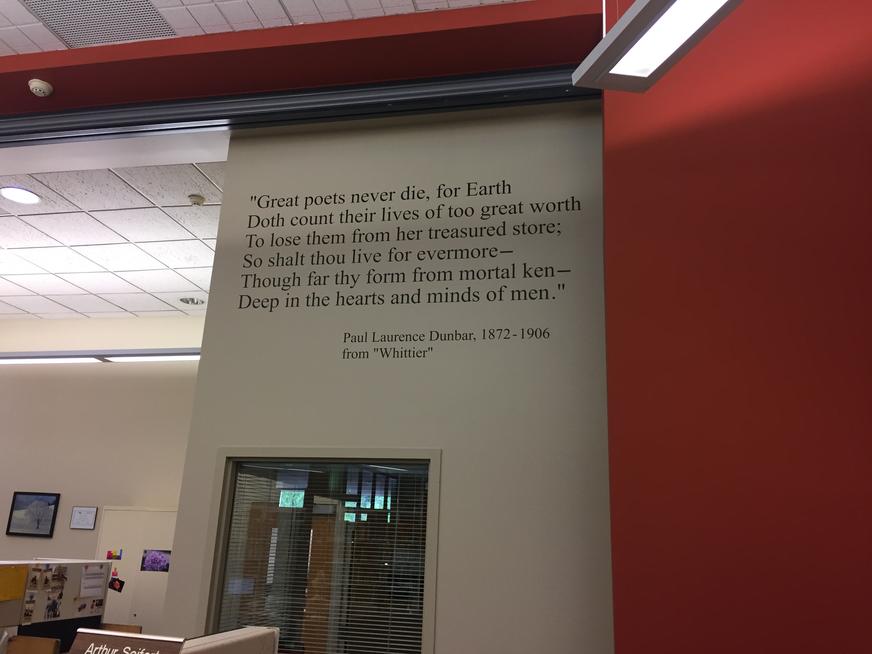 "Great poets never die, for Earth
Doth count their lives of too great worth
To lose them from her treasured store;
So shalt thou live for evermore—
Though far thy form from mortal ken—
Deep in the hearts and minds of men."
Paul Laurence Dunbar, 1872-1906
from "Whittier"
Arthur